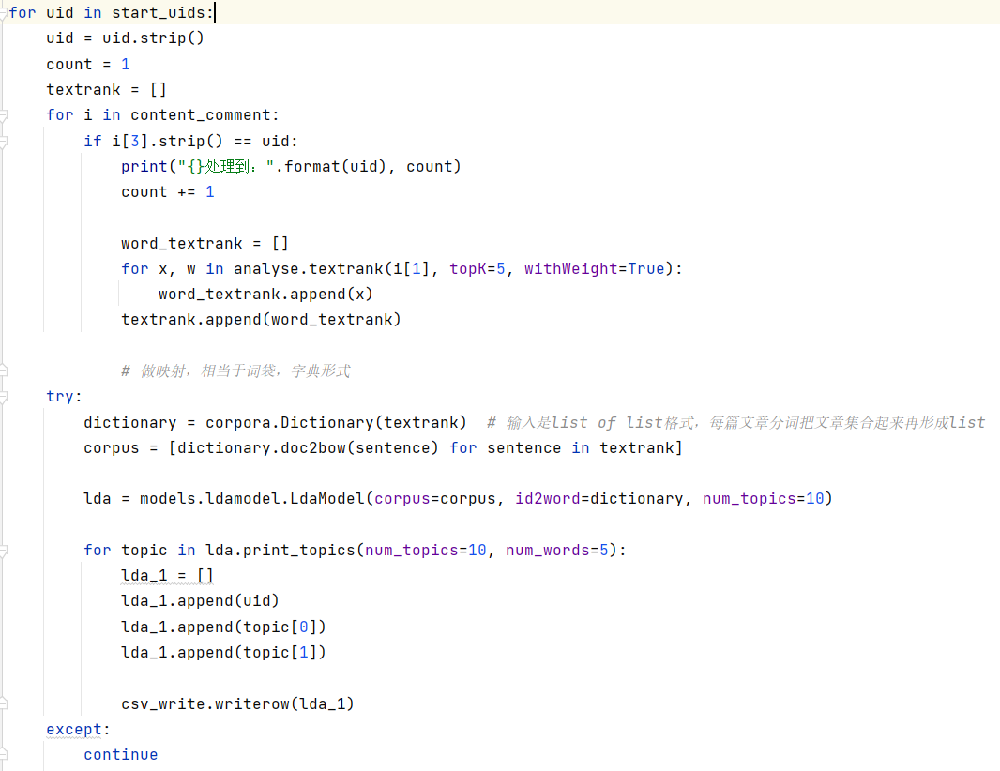 for uid in start_uids:
    uid = uid.strip()
    count = 1
    textrank = []
    for i in content_comment:
        if i[3].strip() == uid:
            print("{}处理到：".format(uid), count)
            count += 1

            word_textrank = []
            for x, w in analyse.textrank(i[1], topK=5, withWeight=True):
                word_textrank.append(x)
            textrank.append(word_textrank)

            # 做映射，相当于词袋，字典形式
    try:
        dictionary = corpora.Dictionary(textrank)  # 输入是list of list格式，每篇文章分词把文章集合起来再形成list
        corpus = [dictionary.doc2bow(sentence) for sentence in textrank]

        lda = models.ldamodel.LdaModel(corpus=corpus, id2word=dictionary, num_topics=10)

        for topic in lda.print_topics(num_topics=10, num_words=5):
            lda_1 = []
            lda_1.append(uid)
            lda_1.append(topic[0])
            lda_1.append(topic[1])

            csv_write.writerow(lda_1)
    except:
        continue